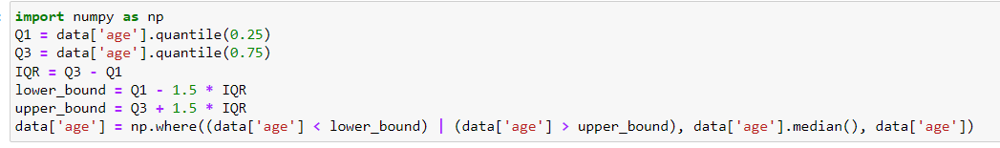 import numpy as np
Q1 = data['age'].quantile(0.25)
Q3 = data['age'].quantile(0.75)
IQR = Q3 - Q1
lower_bound = Q1 - 1.5 * IQR
upper_bound = Q3 + 1.5 * IQR
data['age'] = np.where((data['age'] < lower_bound) | (data['age'] > upper_bound), data['age'].median(), data['age'])